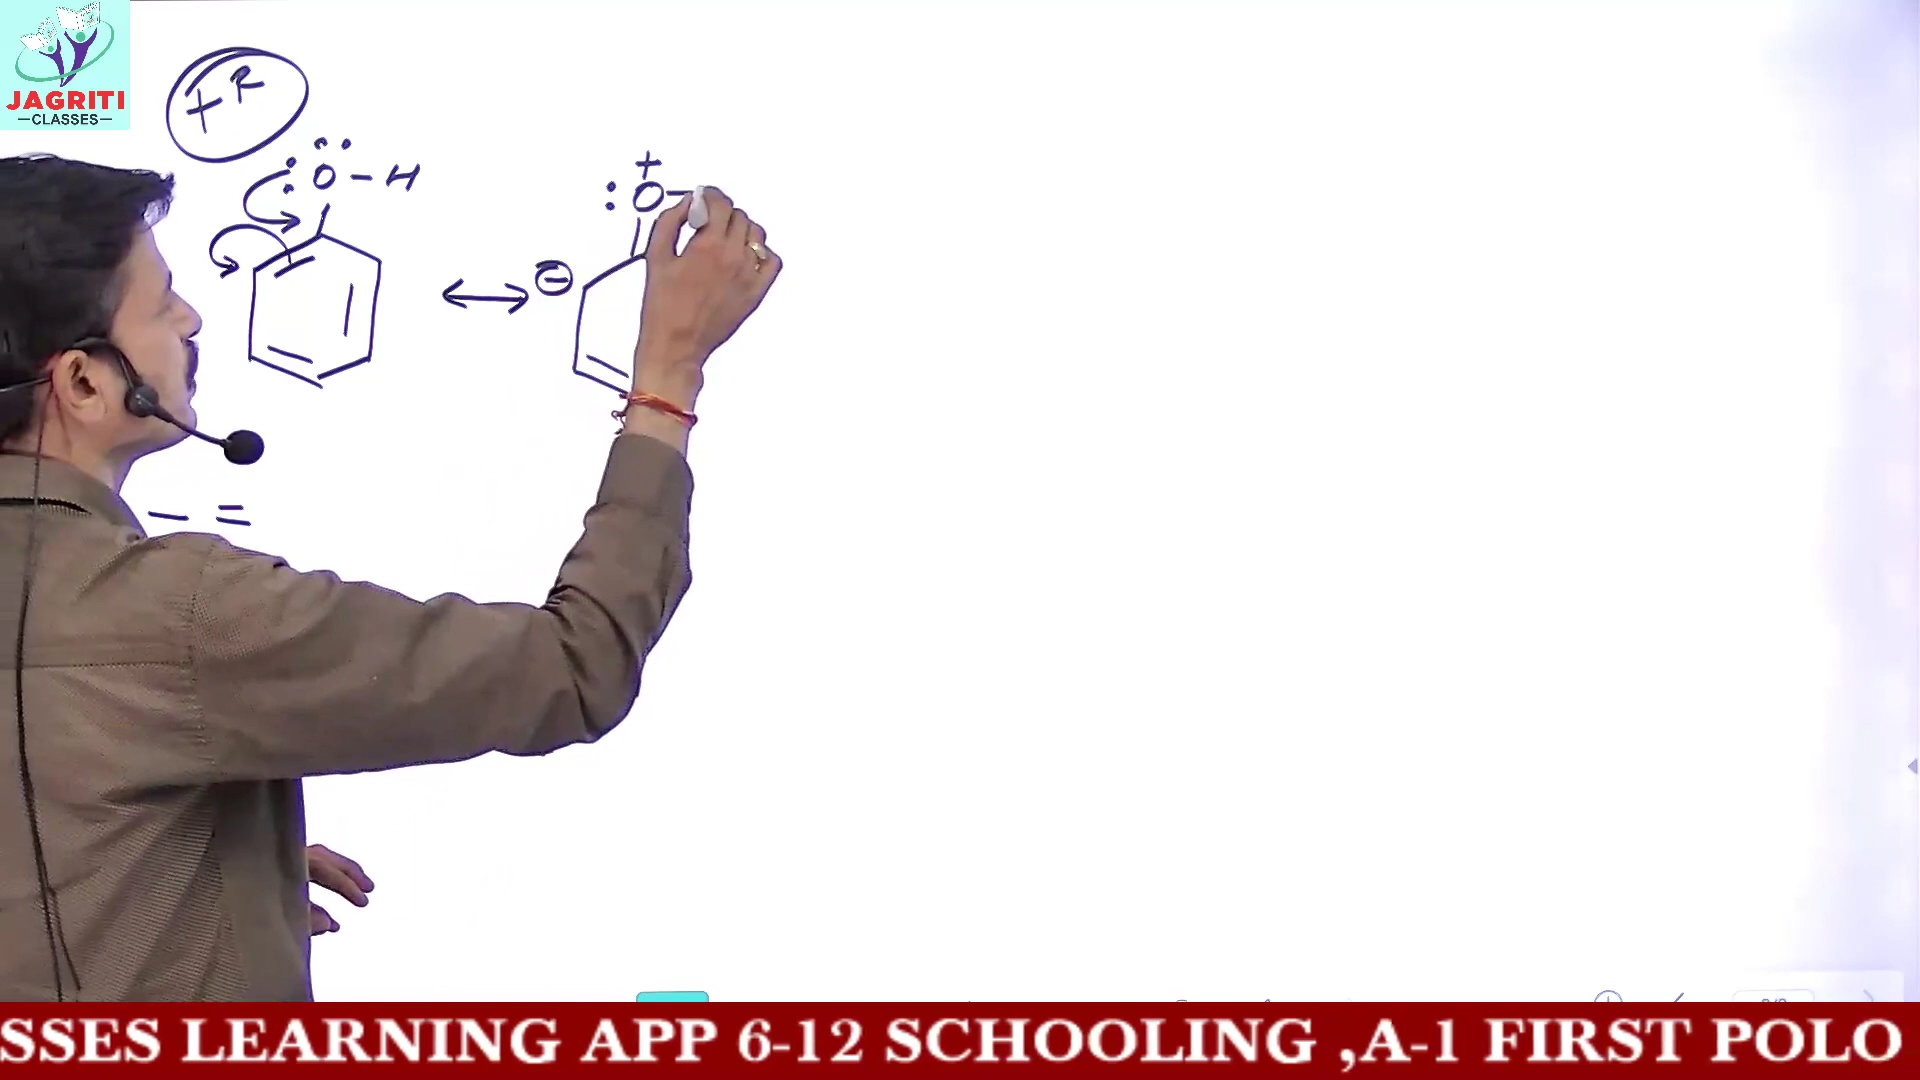 JAGRITI
—CLASSES—
+R
:Ö–H
+
:O–
⊖
– =
SSES LEARNING APP 6-12 SCHOOLING ,A-1 FIRST POLO